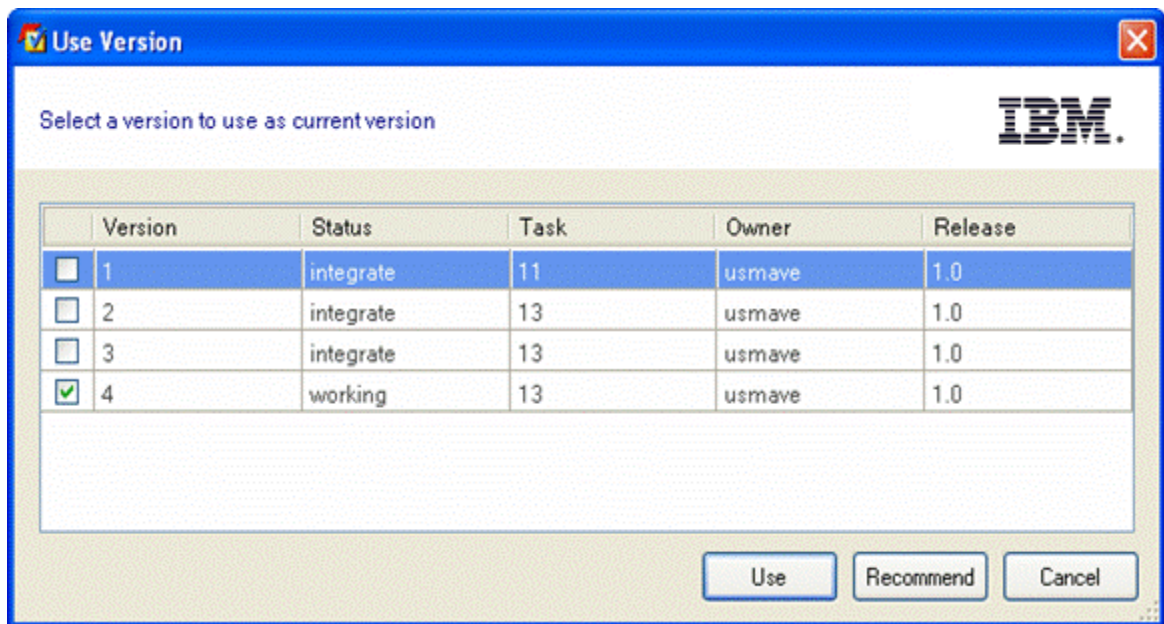 Use Version
Select a version to use as current version
IBM.
Version Status Task Owner Release
1 integrate 11 usmave 1.0
2 integrate 13 usmave 1.0
3 integrate 13 usmave 1.0
4 working 13 usmave 1.0
Use Recommend Cancel